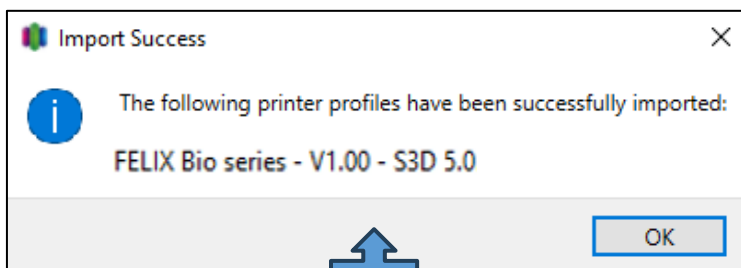 Import Success
The following printer profiles have been successfully imported:
FELIX Bio series - V1.00 - S3D 5.0
OK